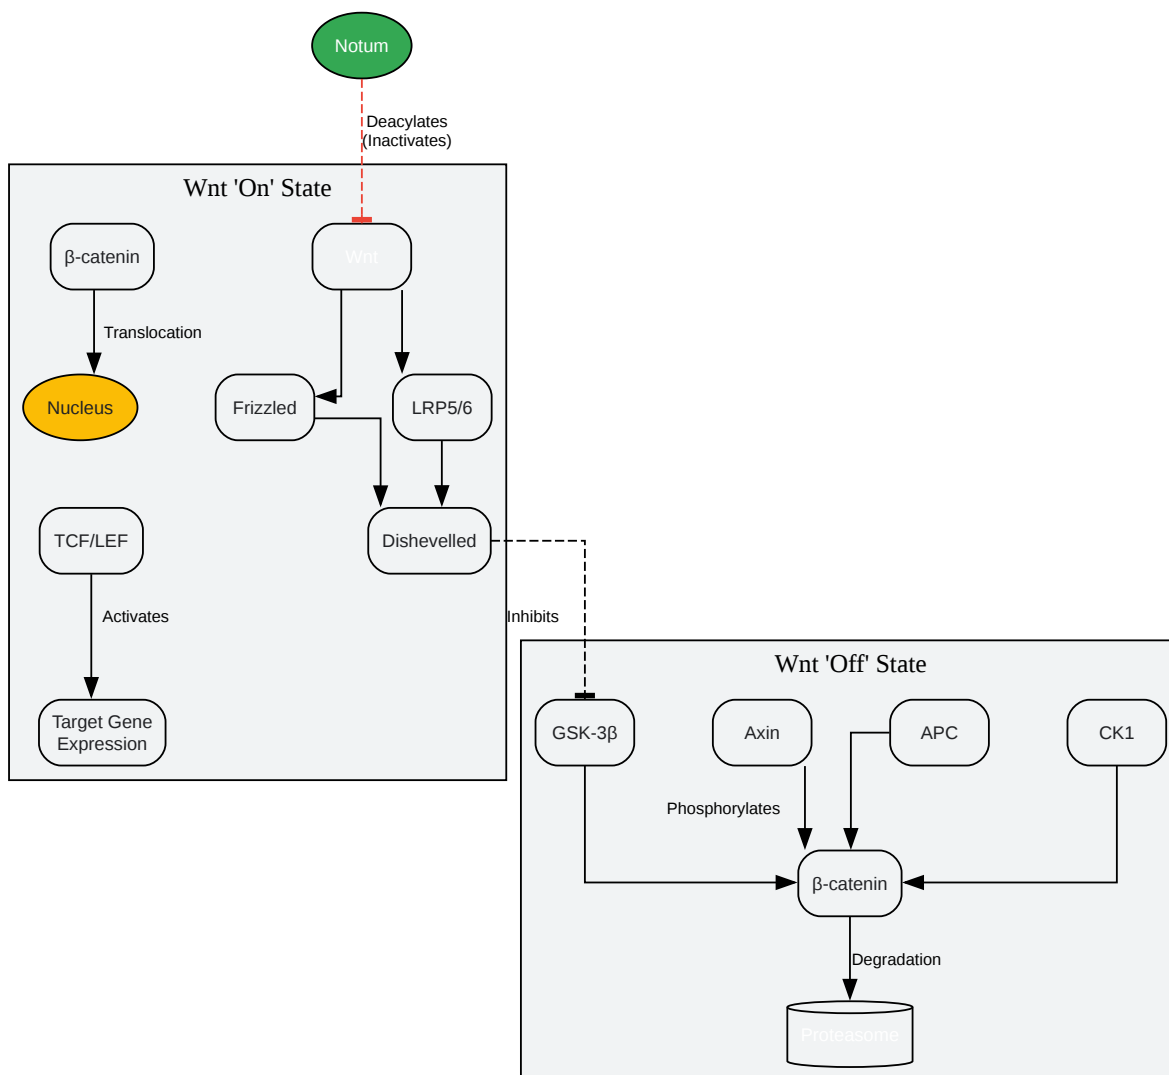 Notum
Deacylates
(Inactivates)
Wnt 'On' State
β-catenin
Wnt
Translocation
Nucleus
Frizzled
LRP5/6
TCF/LEF
Dishevelled
Activates
Inhibits
Target Gene
Expression
Wnt 'Off' State
GSK-3β
Axin
APC
CK1
Phosphorylates
β-catenin
Degradation
Proteasome